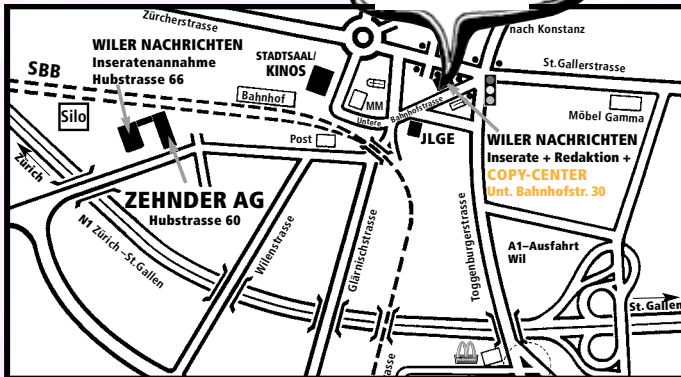 Zürcherstrasse
nach Konstanz
WILER NACHRICHTEN
Inseratenannahme
Hubstrasse 66
STADTSAAL/
KINOS
St.Gallerstrasse
SBB
Bahnhof
MM
Untere Bahnhofstrasse
Möbel Gamma
Silo
Post
JLGE
WILER NACHRICHTEN
Inserate + Redaktion +
COPY-CENTER
Unt. Bahnhofstr. 30
Zürich
ZEHNDER AG
Hubstrasse 60
N1 Zürich –St.Gallen
Wilenstrasse
Glärnischstrasse
Toggenburgerstrasse
A1–Ausfahrt
Wil
St. Gallen